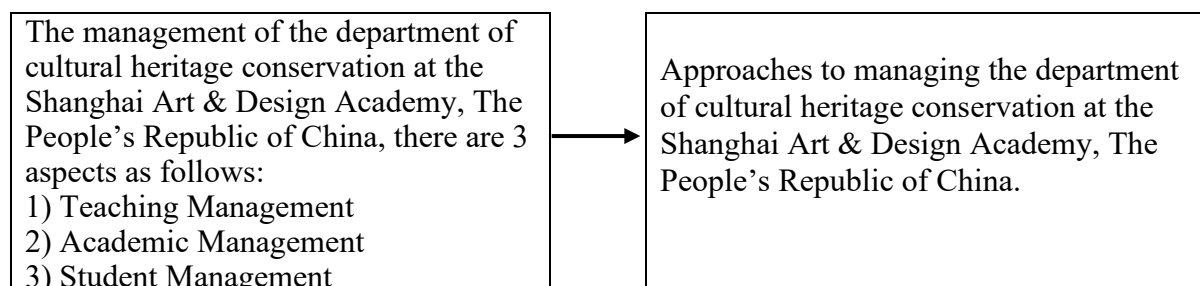 The management of the department of
cultural heritage conservation at the
Shanghai Art & Design Academy, The
People’s Republic of China, there are 3
aspects as follows:
1) Teaching Management
2) Academic Management
3) Student Management
Approaches to managing the department
of cultural heritage conservation at the
Shanghai Art & Design Academy, The
People’s Republic of China.